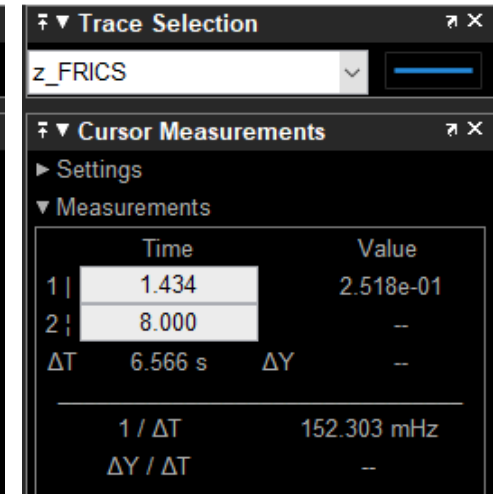 Trace Selection
z_FRICS
Cursor Measurements
Settings
Measurements
Time Value
1 | 1.434 2.518e-01
2 ¦ 8.000 --
ΔT 6.566 s ΔY --
1 / ΔT 152.303 mHz
ΔY / ΔT --